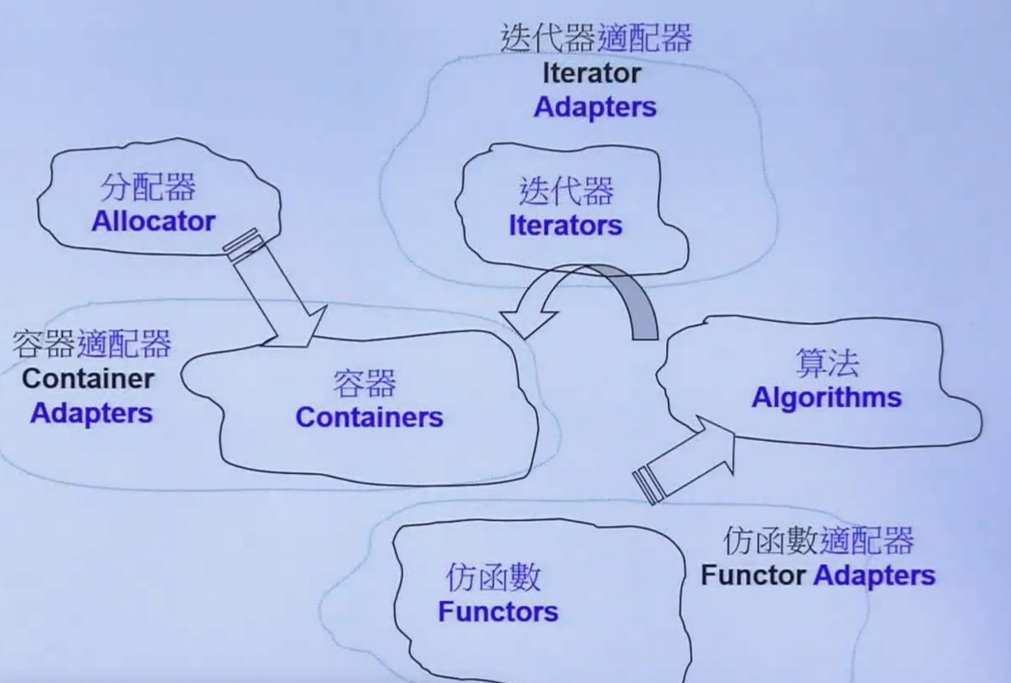 迭代器適配器
Iterator
Adapters
分配器
Allocator
迭代器
Iterators
容器適配器
Container
Adapters
容器
Containers
算法
Algorithms
仿函數
Functors
仿函數適配器
Functor Adapters